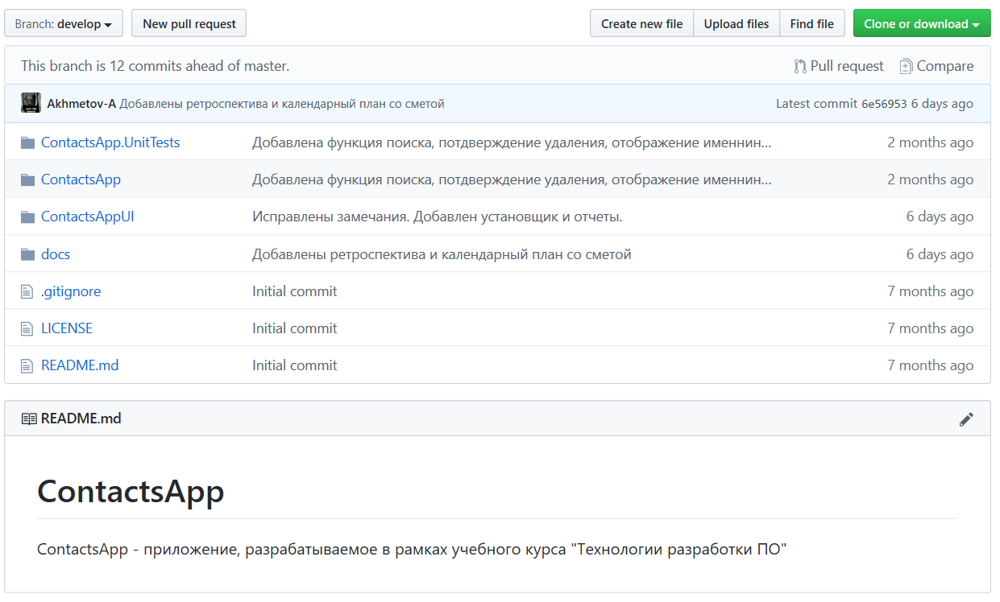 Branch: develop New pull request Create new file Upload files Find file Clone or download
This branch is 12 commits ahead of master. Pull request Compare
Akhmetov-A Добавлены ретроспектива и календарный план со сметой Latest commit 6e56953 6 days ago
ContactsApp.UnitTests Добавлена функция поиска, потдверждение удаления, отображение именнин... 2 months ago
ContactsApp Добавлена функция поиска, потдверждение удаления, отображение именнин... 2 months ago
ContactsAppUI Исправлены замечания. Добавлен установщик и отчеты. 6 days ago
docs Добавлены ретроспектива и календарный план со сметой 6 days ago
.gitignore Initial commit 7 months ago
LICENSE Initial commit 7 months ago
README.md Initial commit 7 months ago
README.md
ContactsApp
ContactsApp - приложение, разрабатываемое в рамках учебного курса "Технологии разработки ПО"